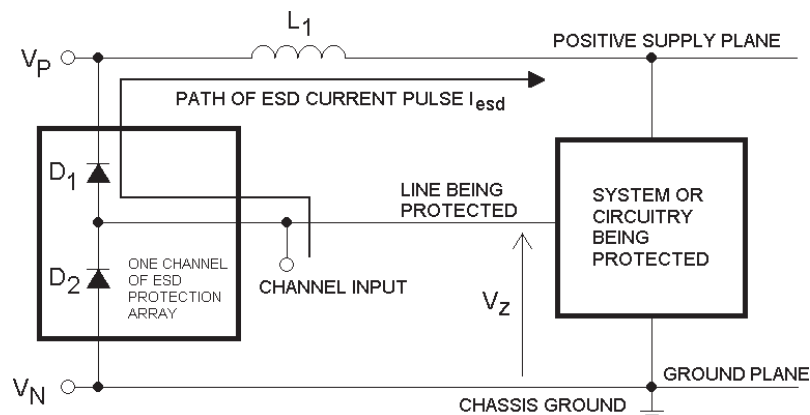 L1
VP
POSITIVE SUPPLY PLANE
PATH OF ESD CURRENT PULSE Iesd
D1
LINE BEING
PROTECTED
SYSTEM OR
CIRCUITRY
BEING
PROTECTED
ONE CHANNEL
OF ESD
PROTECTION
ARRAY
D2
CHANNEL INPUT
VZ
GROUND PLANE
VN
CHASSIS GROUND